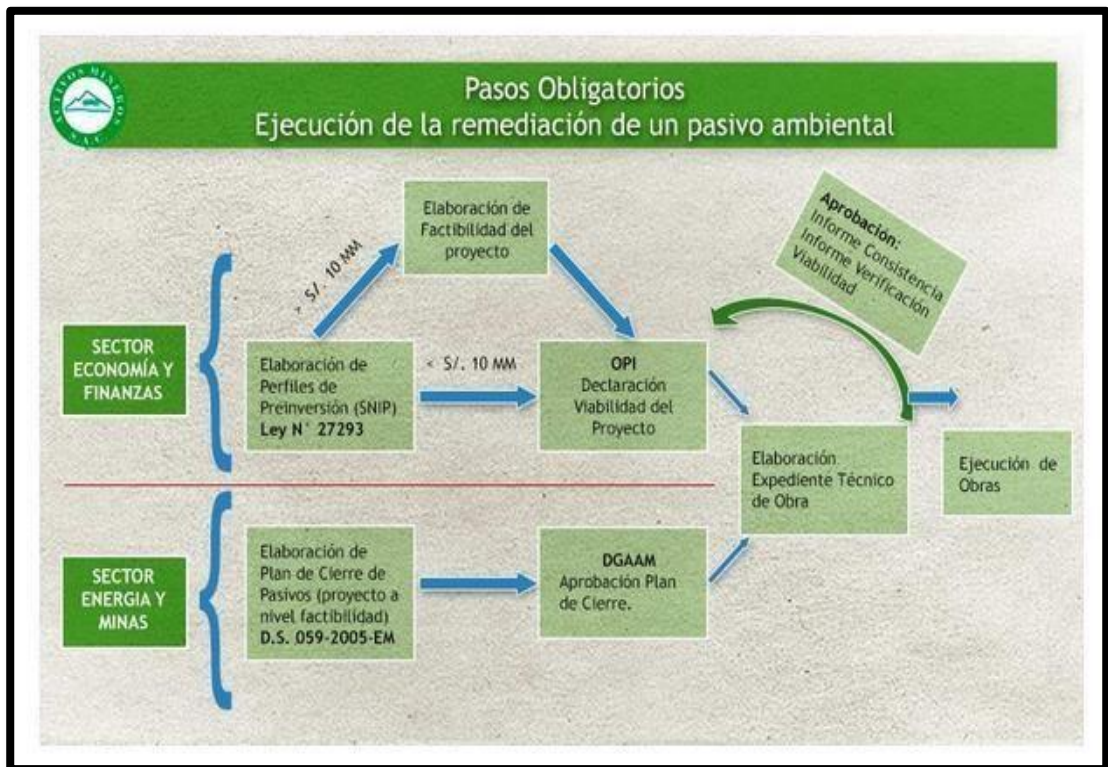 ACTIVOS MINEROS S.A.C.
Pasos Obligatorios
Ejecución de la remediación de un pasivo ambiental
Elaboración de
Factibilidad del
proyecto
Aprobación:
Informe Consistencia
Informe Verificación
Viabilidad
> S/. 10 MM
SECTOR
ECONOMÍA Y
FINANZAS
Elaboración de
Perfiles de
Preinversión (SNIP)
Ley N° 27293
< S/. 10 MM
OPI
Declaración
Viabilidad del
Proyecto
Elaboración
Expediente Técnico
de Obra
Ejecución de
Obras
SECTOR
ENERGIA Y
MINAS
Elaboración de
Plan de Cierre de
Pasivos (proyecto a
nivel factibilidad)
D.S. 059-2005-EM
DGAAM
Aprobación Plan
de Cierre.